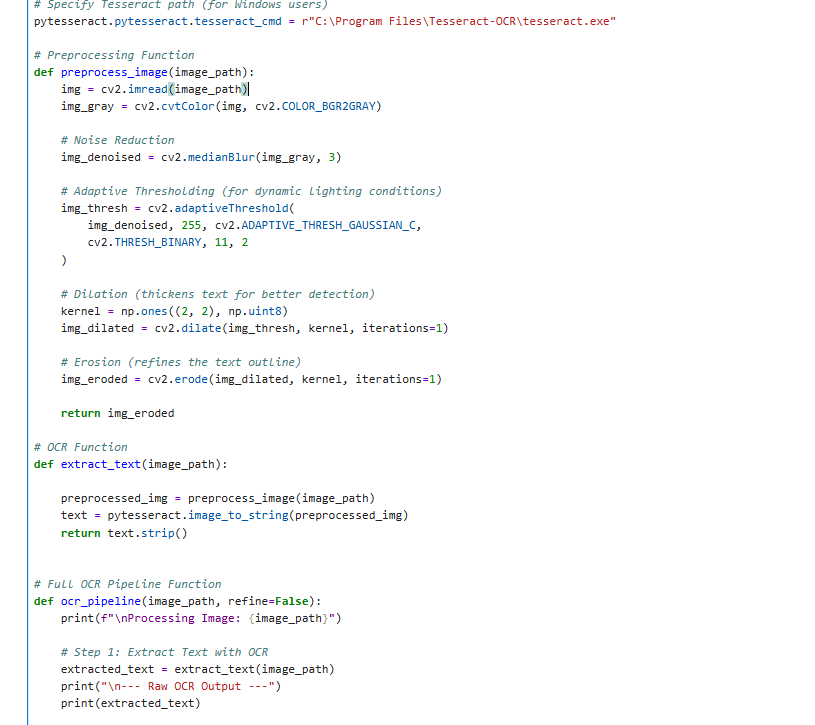 # Specify Tesseract path (for Windows users)
pytesseract.pytesseract.tesseract_cmd = r"C:\Program Files\Tesseract-OCR\tesseract.exe"

# Preprocessing Function
def preprocess_image(image_path):
    img = cv2.imread(image_path)
    img_gray = cv2.cvtColor(img, cv2.COLOR_BGR2GRAY)

    # Noise Reduction
    img_denoised = cv2.medianBlur(img_gray, 3)

    # Adaptive Thresholding (for dynamic lighting conditions)
    img_thresh = cv2.adaptiveThreshold(
        img_denoised, 255, cv2.ADAPTIVE_THRESH_GAUSSIAN_C,
        cv2.THRESH_BINARY, 11, 2
    )

    # Dilation (thickens text for better detection)
    kernel = np.ones((2, 2), np.uint8)
    img_dilated = cv2.dilate(img_thresh, kernel, iterations=1)

    # Erosion (refines the text outline)
    img_eroded = cv2.erode(img_dilated, kernel, iterations=1)

    return img_eroded

# OCR Function
def extract_text(image_path):

    preprocessed_img = preprocess_image(image_path)
    text = pytesseract.image_to_string(preprocessed_img)
    return text.strip()


# Full OCR Pipeline Function
def ocr_pipeline(image_path, refine=False):
    print(f"\nProcessing Image: {image_path}")

    # Step 1: Extract Text with OCR
    extracted_text = extract_text(image_path)
    print("\n--- Raw OCR Output ---")
    print(extracted_text)